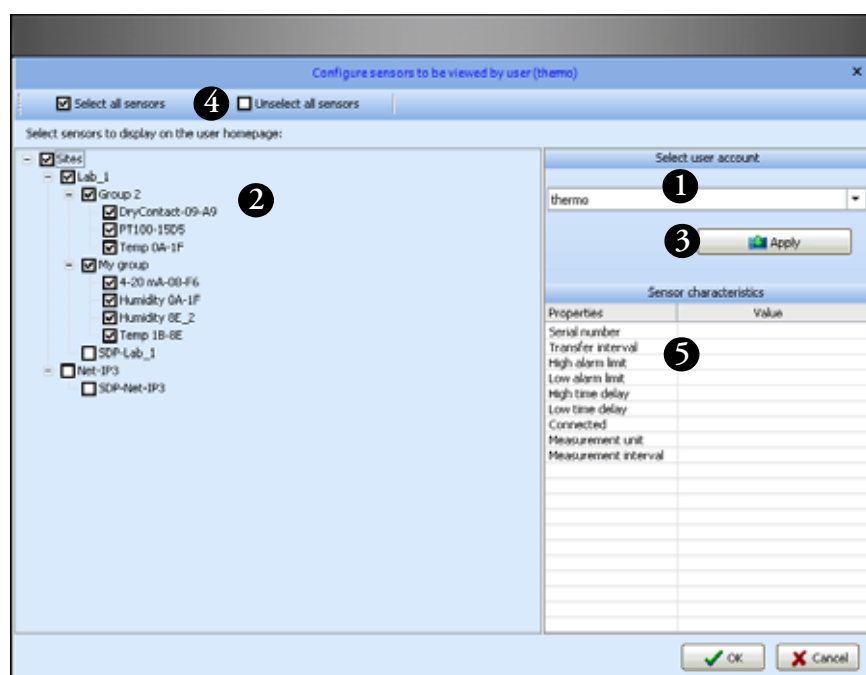 Configure sensors to be viewed by user (thermo)
Select all sensors
4
Unselect all sensors
Select sensors to display on the user homepage:
Sites
Lab_1
Group 2
DryContact-09-A9
PT100-15D5
Temp 0A-1F
My group
4-20 mA-08-F6
Humidity 0A-1F
Humidity 8E_2
Temp 1B-8E
SDP-Lab_1
Net-IP3
SDP-Net-IP3
2
Select user account
1
thermo
3
Apply
Sensor characteristics
Properties Value
Serial number
Transfer interval
High alarm limit
Low alarm limit
High time delay
Low time delay
Connected
Measurement unit
Measurement interval
5
OK
Cancel